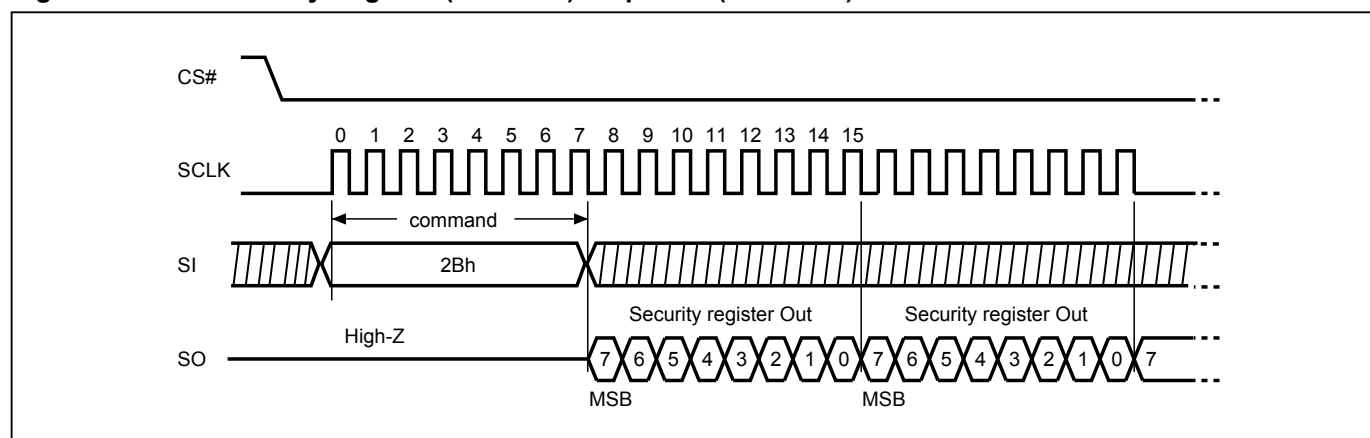 CS#
0 1 2 3 4 5 6 7 8 9 10 11 12 13 14 15
SCLK
command
SI
2Bh
Security register Out Security register Out
High-Z
SO
7 6 5 4 3 2 1 0 7 6 5 4 3 2 1 0 7
MSB MSB